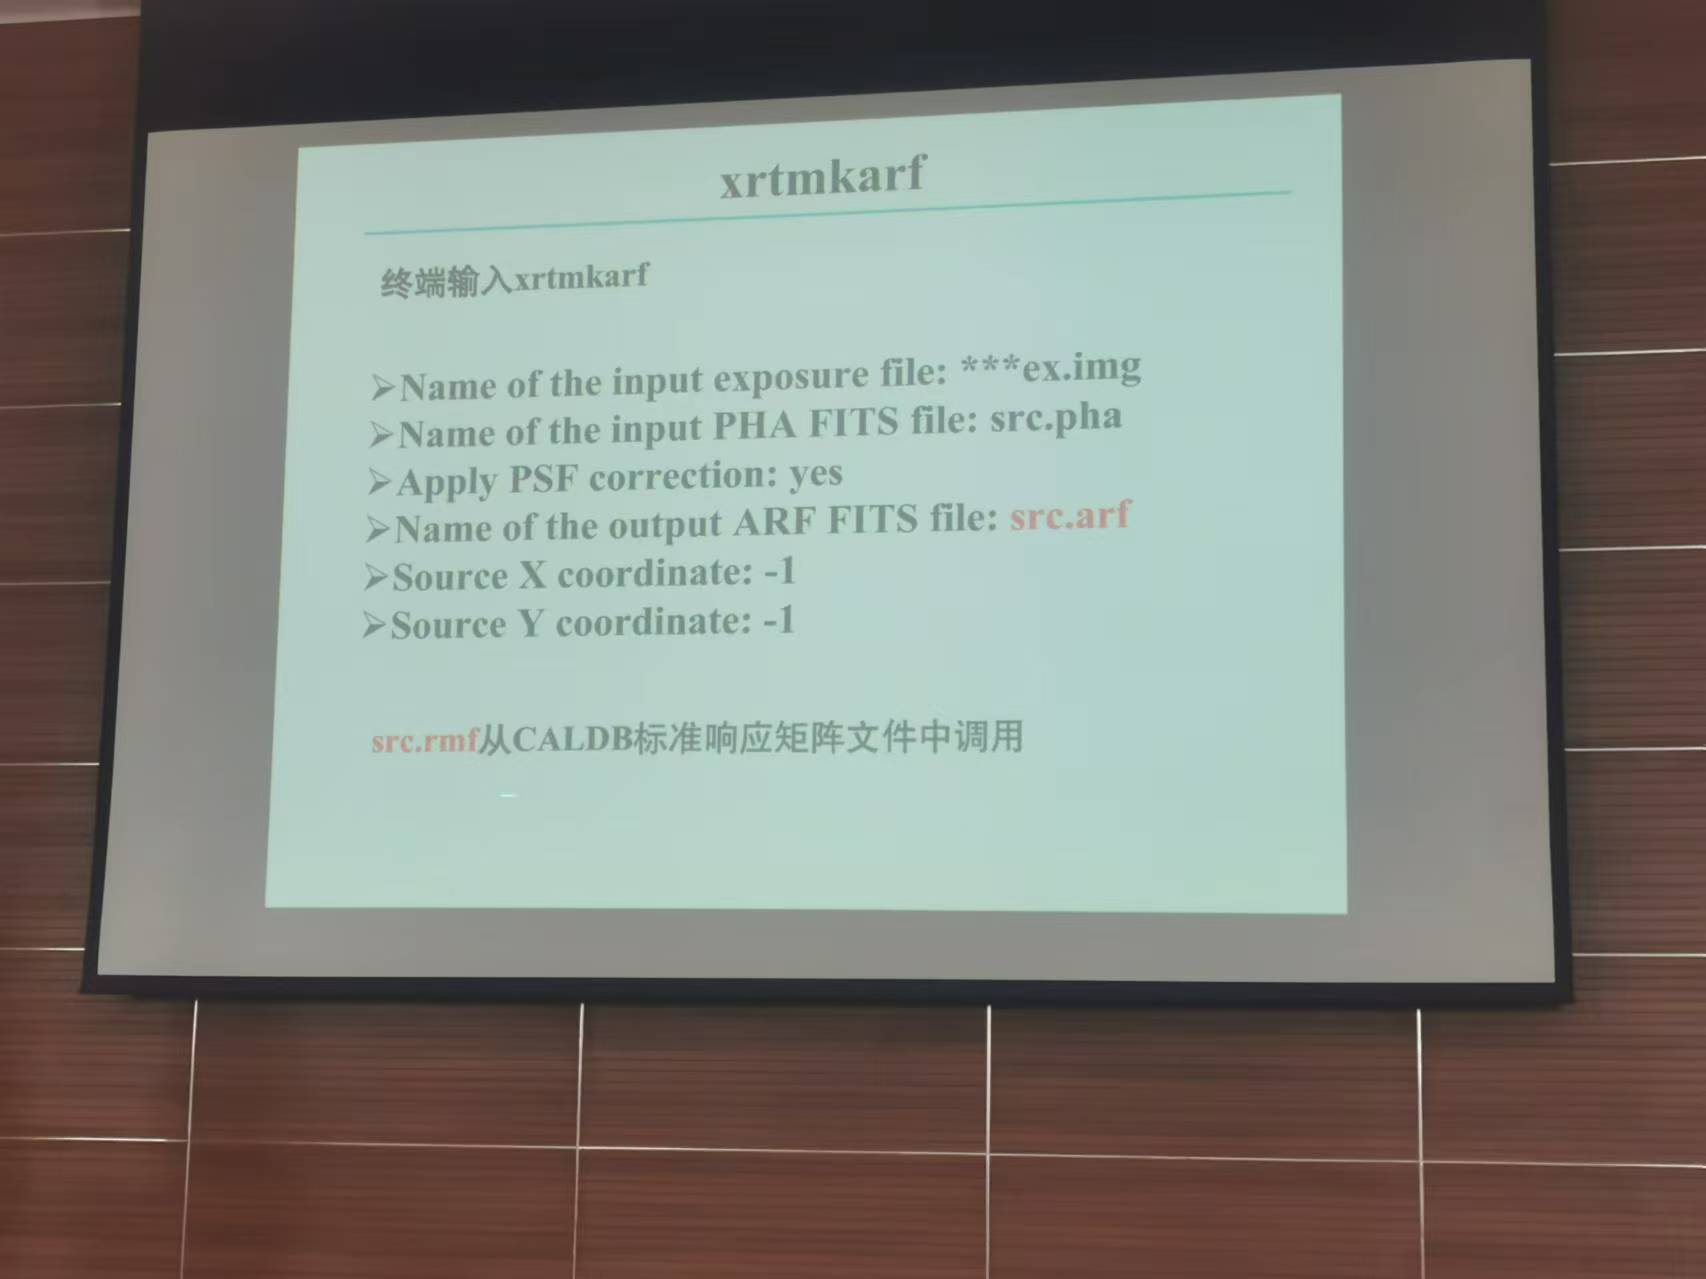 xrtmkarf
终端输入xrtmkarf
➢Name of the input exposure file: ***ex.img
➢Name of the input PHA FITS file: src.pha
➢Apply PSF correction: yes
➢Name of the output ARF FITS file: src.arf
➢Source X coordinate: -1
➢Source Y coordinate: -1
src.rmf从CALDB标准响应矩阵文件中调用